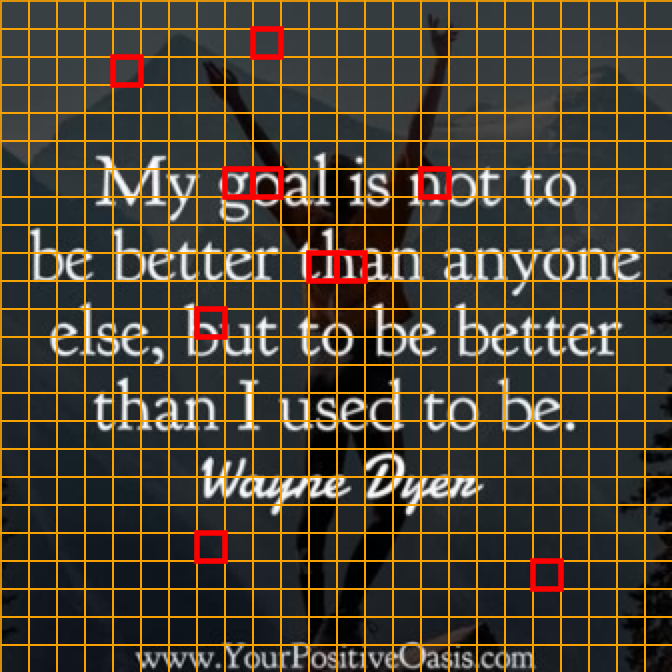 My goal is not to
be better than anyone
else, but to be better
than I used to be.
Wayne Dyer
www.YourPositiveOasis.com